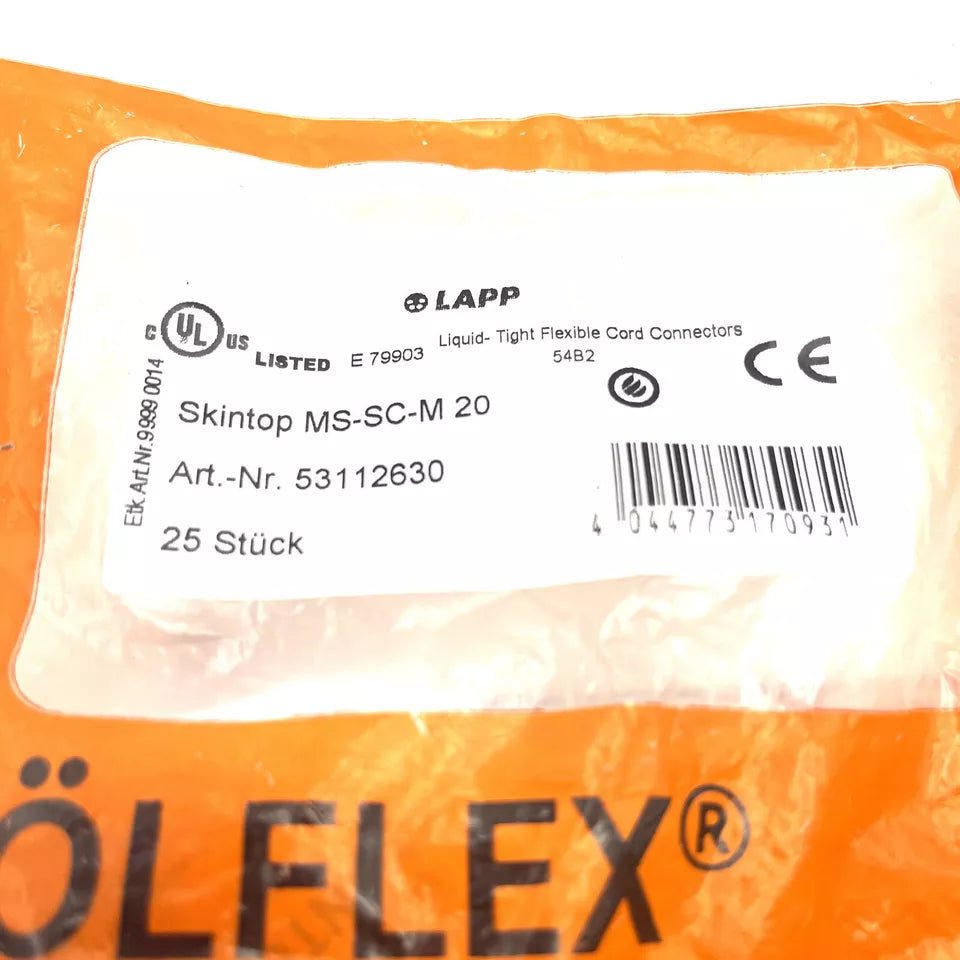 LAPP
C UL US LISTED E 79903
Liquid- Tight Flexible Cord Connectors
54B2
CE
Etk.Art.Nr.9999 0014
Skintop MS-SC-M 20
Art.-Nr. 53112630
25 Stück
4 044773 170931
ÖLFLEX®